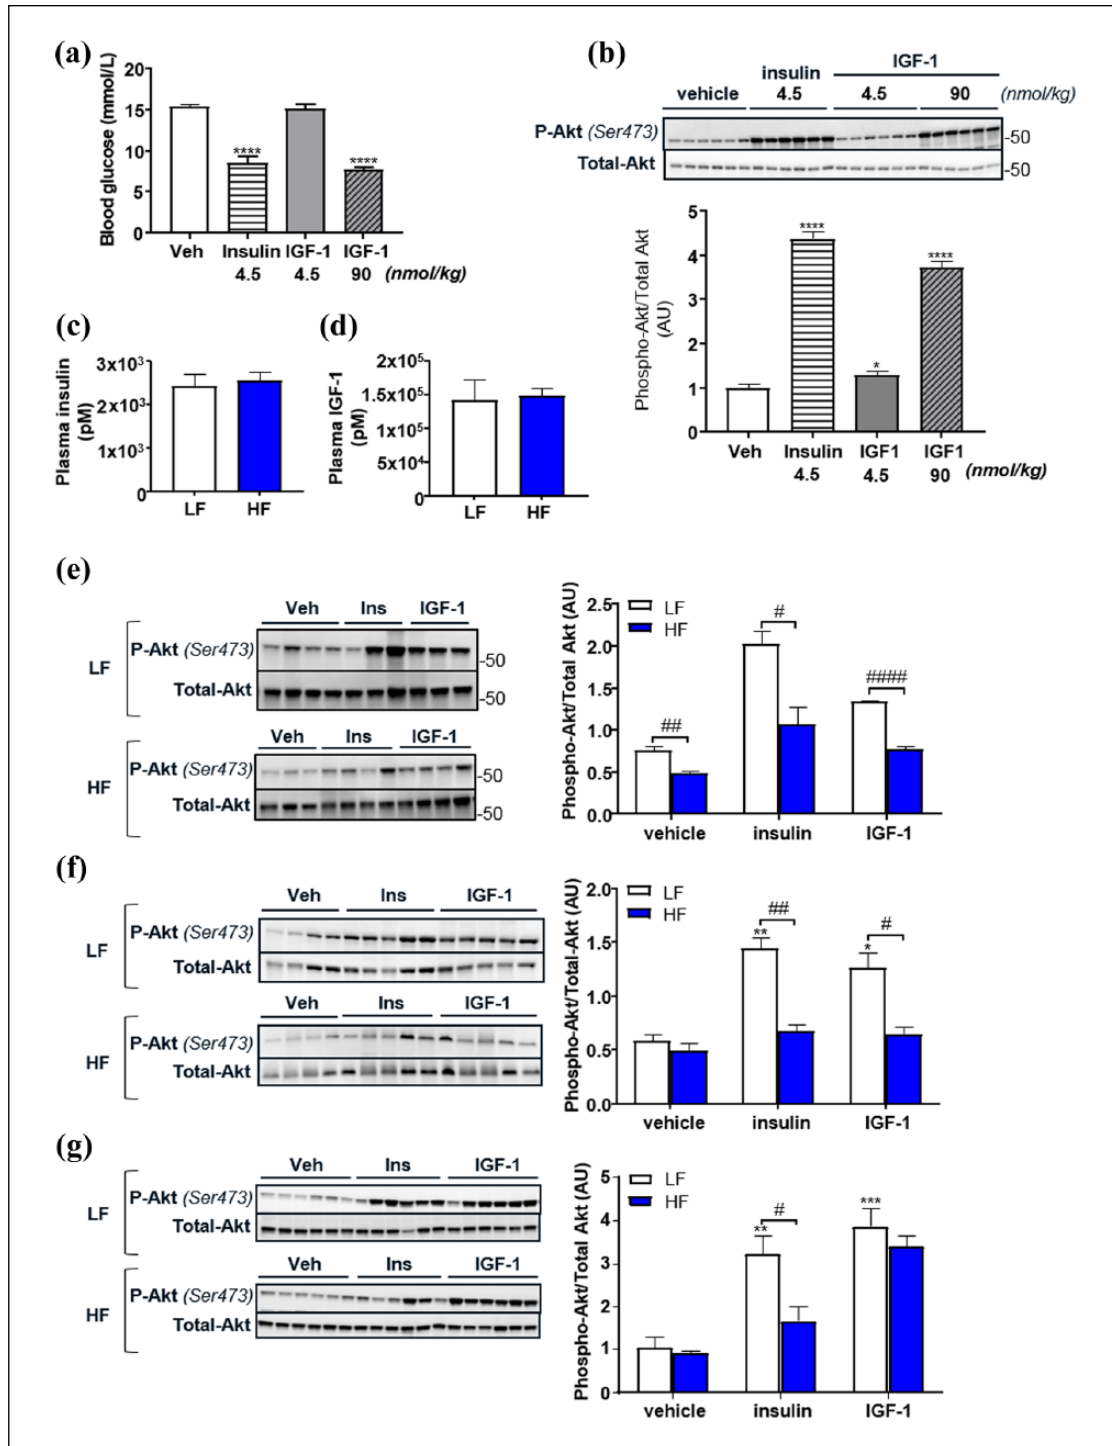 (a)
Blood glucose (mmol/L)
20
15
10
5
0
****
****
Veh Insulin IGF-1 IGF-1
4.5 4.5 90 (nmol/kg)
(b)
insulin IGF-1
vehicle 4.5 4.5 90 (nmol/kg)
P-Akt (Ser473) -50
Total-Akt -50
Phospho-Akt/Total Akt
(AU)
5
4
3
2
1
0
****
*
****
Veh Insulin IGF1 IGF1
4.5 4.5 90 (nmol/kg)
(c)
Plasma insulin
(pM)
3x10³
2x10³
1x10³
0
LF HF
(d)
Plasma IGF-1
(pM)
2x10⁵
1.5x10⁵
1x10⁵
5x10⁴
0
LF HF
(e)
Veh Ins IGF-1
LF
P-Akt (Ser473) -50
Total-Akt -50
Veh Ins IGF-1
HF
P-Akt (Ser473) -50
Total-Akt -50
Phospho-Akt/Total Akt (AU)
2.5
2.0
1.5
1.0
0.5
0.0
LF
HF
##
#
####
vehicle insulin IGF-1
(f)
Veh Ins IGF-1
LF
P-Akt (Ser473)
Total-Akt
Veh Ins IGF-1
HF
P-Akt (Ser473)
Total-Akt
Phospho-Akt/Total-Akt (AU)
2.0
1.5
1.0
0.5
0.0
LF
HF
##
**
#
*
vehicle insulin IGF-1
(g)
Veh Ins IGF-1
LF
P-Akt (Ser473)
Total-Akt
Veh Ins IGF-1
HF
P-Akt (Ser473)
Total-Akt
Phospho-Akt/Total Akt (AU)
5
4
3
2
1
0
LF
HF
#
**
***
vehicle insulin IGF-1